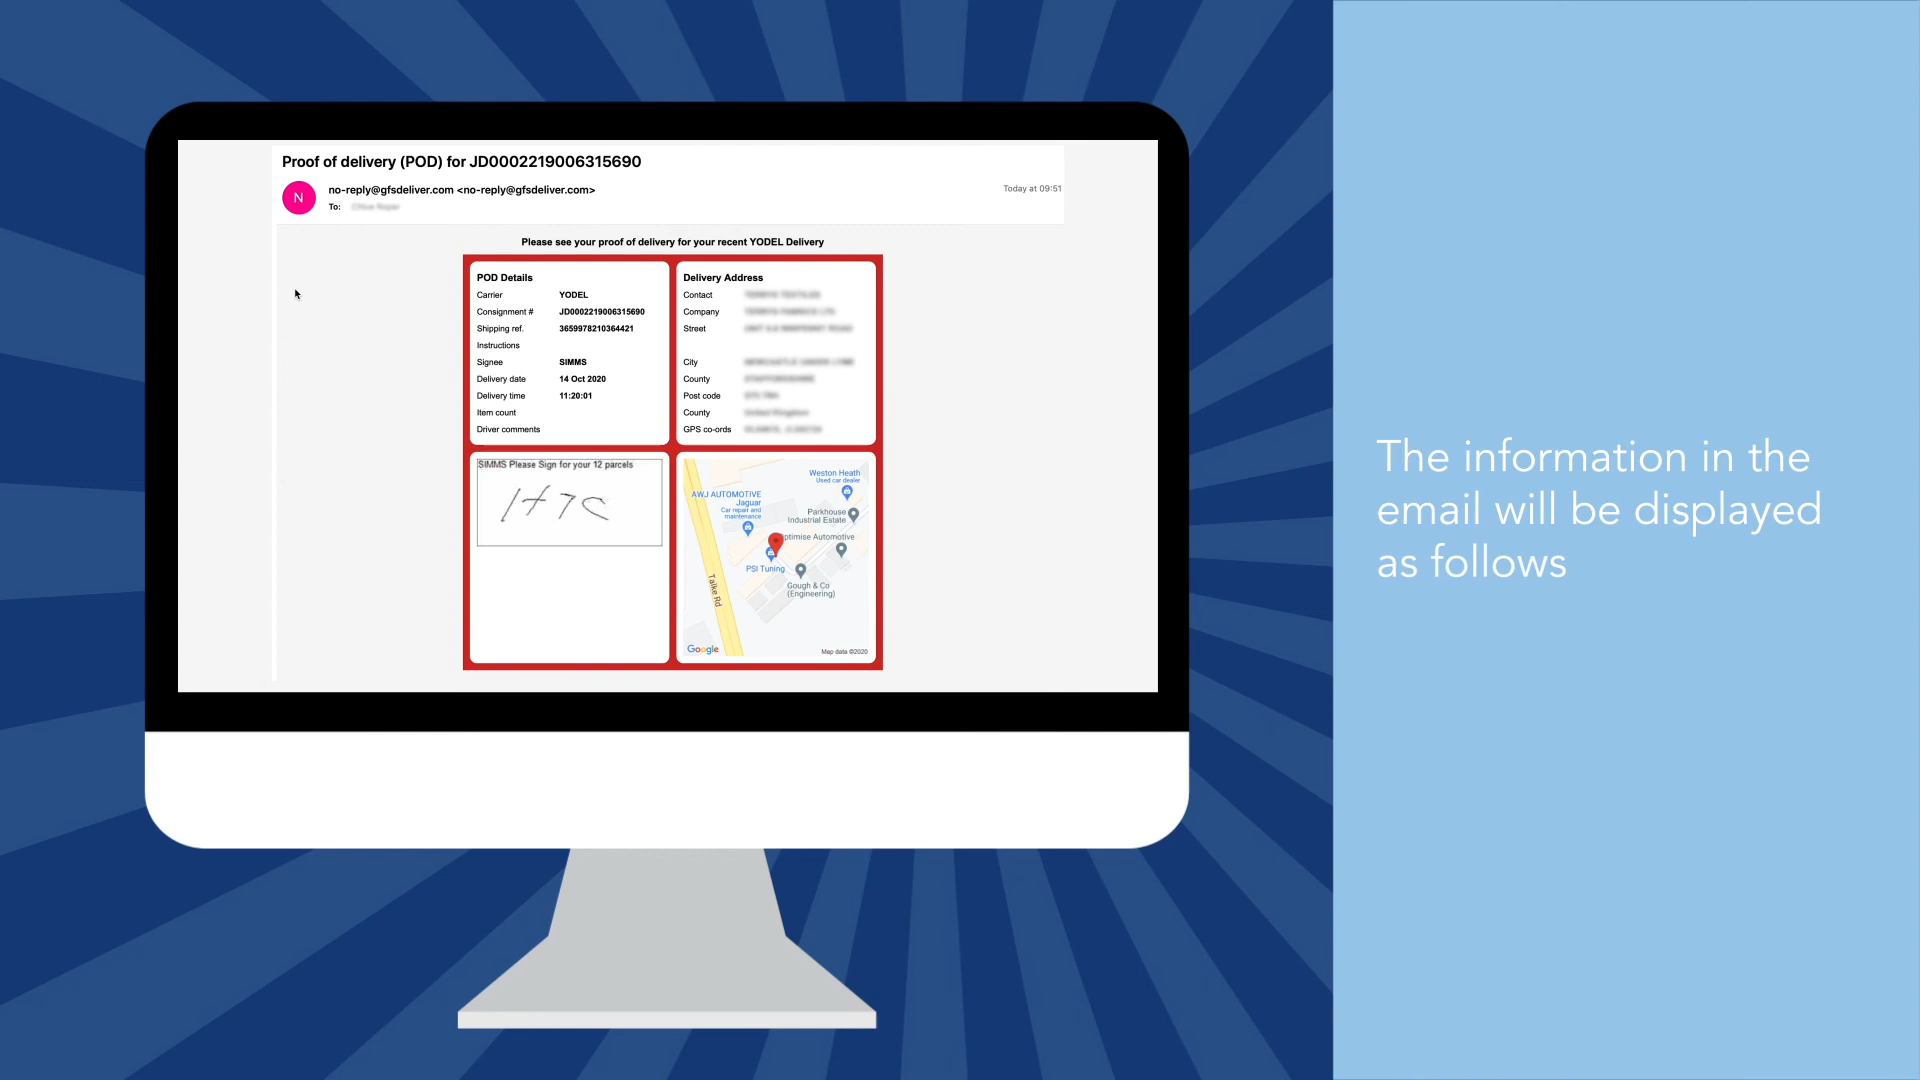 Proof of delivery (POD) for JD0002219006315690
N
no-reply@gfsdeliver.com <no-reply@gfsdeliver.com>
Today at 09:51
To:
Please see your proof of delivery for your recent YODEL Delivery
POD Details
Carrier YODEL
Consignment # JD0002219006315690
Shipping ref. 3659978210364421
Instructions
Signee SIMMS
Delivery date 14 Oct 2020
Delivery time 11:20:01
Item count
Driver comments
Delivery Address
Contact
Company
Street
City
County
Post code
County
GPS co-ords
SIMMS Please Sign for your 12 parcels
Weston Heath
Used car dealer
AWJ AUTOMOTIVE
Jaguar
Car repair and
maintenance
Parkhouse
Industrial Estate
ptimise Automotive
PSI Tuning
Gough & Co
(Engineering)
Talke Rd
Google
Map data ©2020
The information in the
email will be displayed
as follows